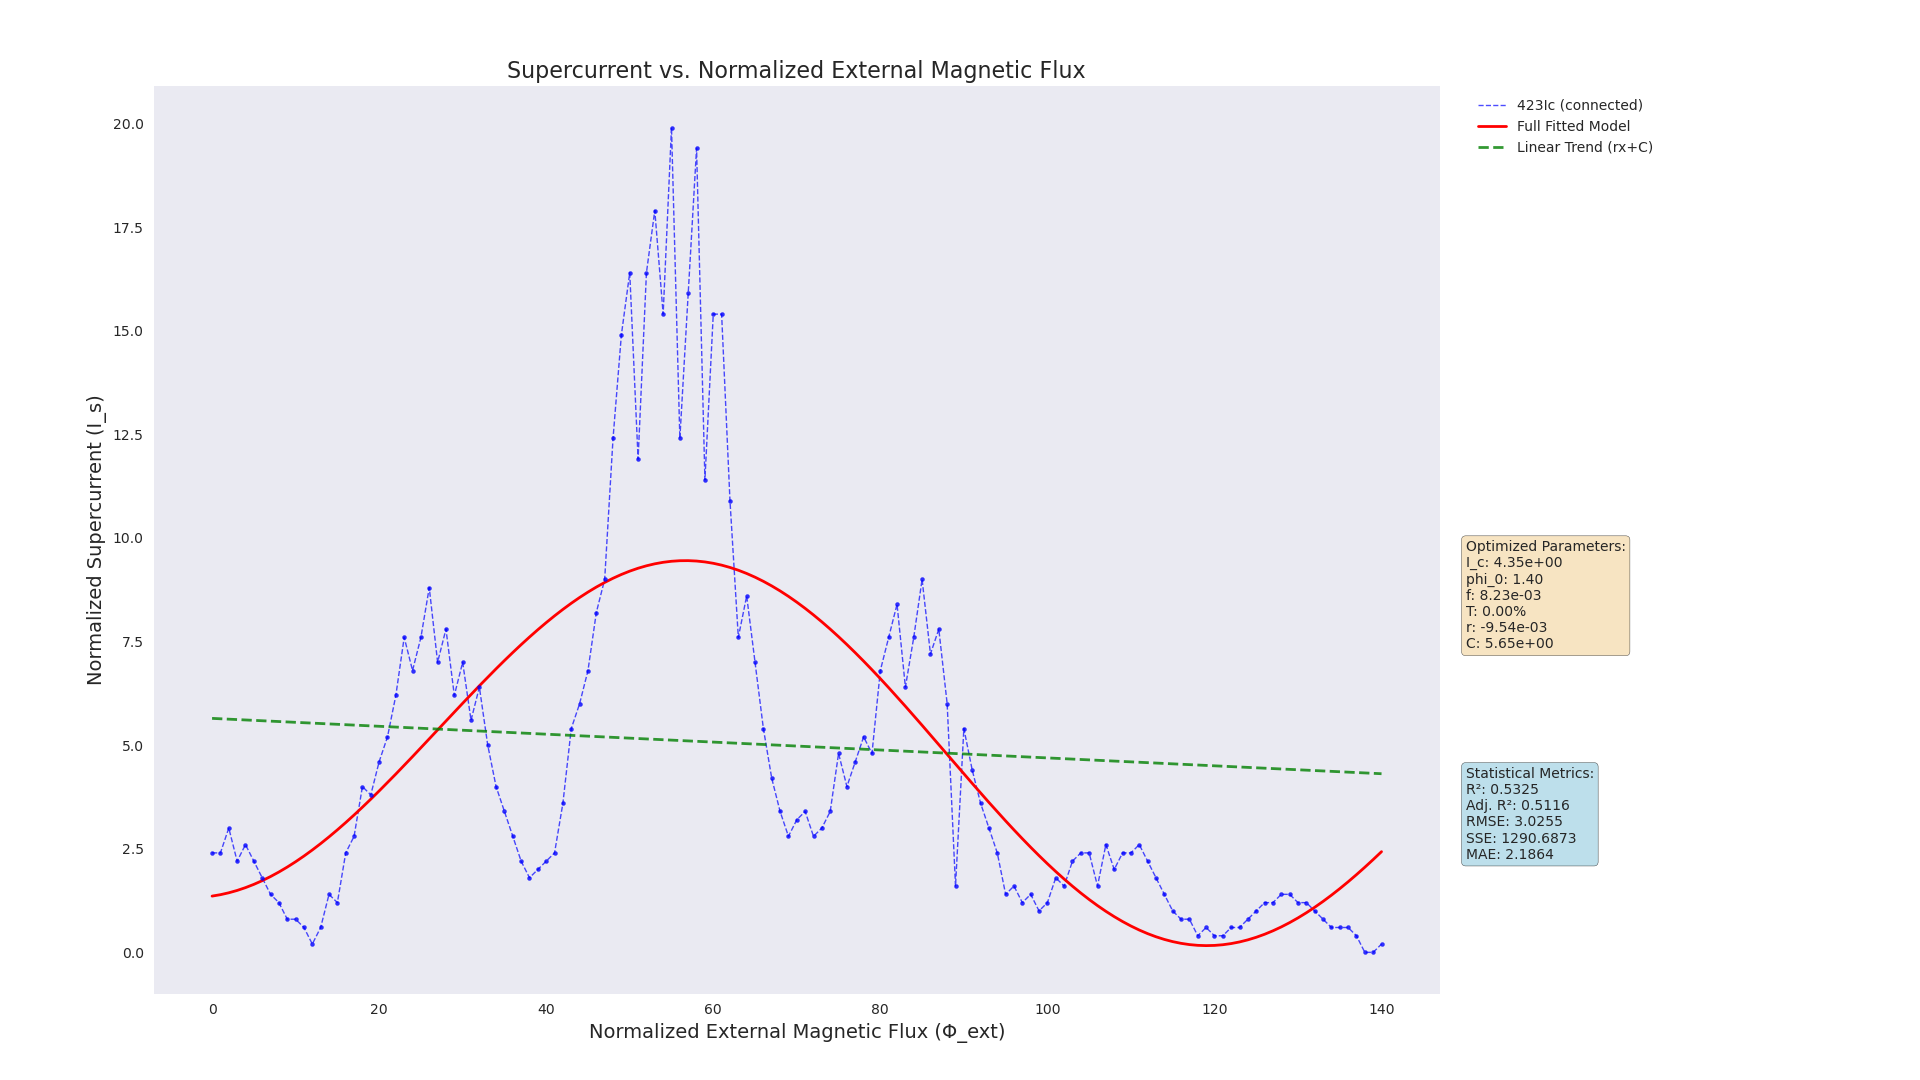 Supercurrent vs. Normalized External Magnetic Flux
423Ic (connected)
Full Fitted Model
Linear Trend (rx+C)
Normalized Supercurrent (I_s)
20.0
17.5
15.0
12.5
10.0
7.5
5.0
2.5
0.0
Optimized Parameters:
I_c: 4.35e+00
phi_0: 1.40
f: 8.23e-03
T: 0.00%
r: -9.54e-03
C: 5.65e+00
Statistical Metrics:
R²: 0.5325
Adj. R²: 0.5116
RMSE: 3.0255
SSE: 1290.6873
MAE: 2.1864
0 20 40 60 80 100 120 140
Normalized External Magnetic Flux (Φ_ext)